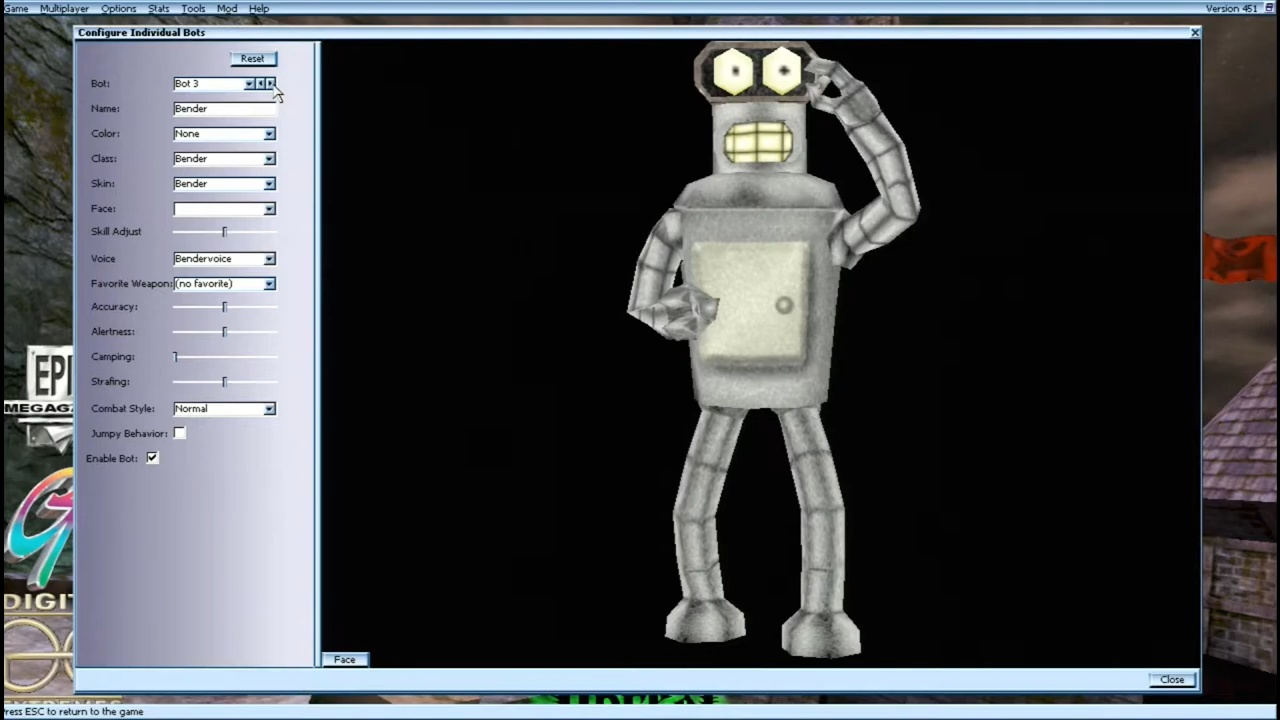 Game Multiplayer Options Stats Tools Mod Help Version 451
Configure Individual Bots
Reset
Bot: Bot 3
Name: Bender
Color: None
Class: Bender
Skin: Bender
Face:
Skill Adjust
Voice Bendervoice
Favorite Weapon: (no favorite)
Accuracy:
Alertness:
Camping:
Strafing:
Combat Style: Normal
Jumpy Behavior:
Enable Bot:
EPI
MEGAGA
DIGIT
EXTREMES
Face
Close
Press ESC to return to the game